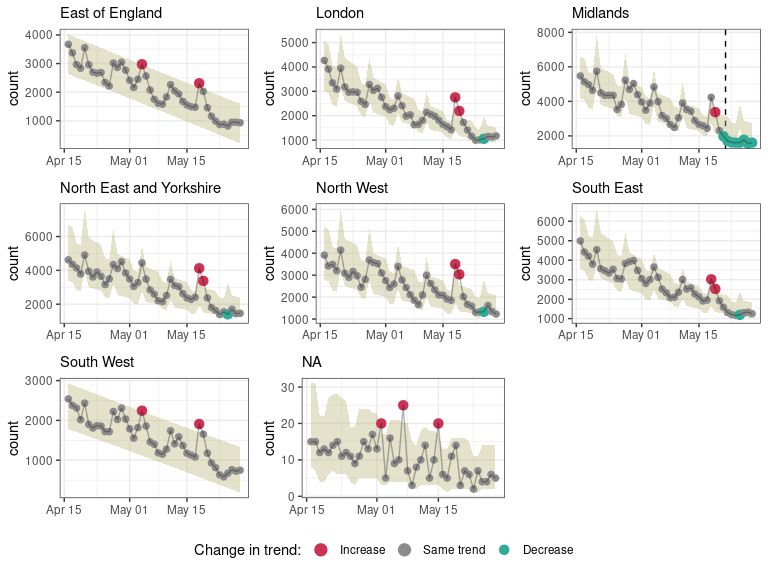 East of England
London
Midlands
count
4000
3000
2000
1000
Apr 15
May 01
May 15
count
5000
4000
3000
2000
1000
Apr 15
May 01
May 15
count
8000
6000
4000
2000
Apr 15
May 01
May 15
North East and Yorkshire
North West
South East
count
6000
4000
2000
Apr 15
May 01
May 15
count
6000
5000
4000
3000
2000
1000
Apr 15
May 01
May 15
count
6000
5000
4000
3000
2000
1000
Apr 15
May 01
May 15
South West
NA
count
3000
2000
1000
Apr 15
May 01
May 15
count
30
20
10
0
Apr 15
May 01
May 15
Change in trend: Increase Same trend Decrease